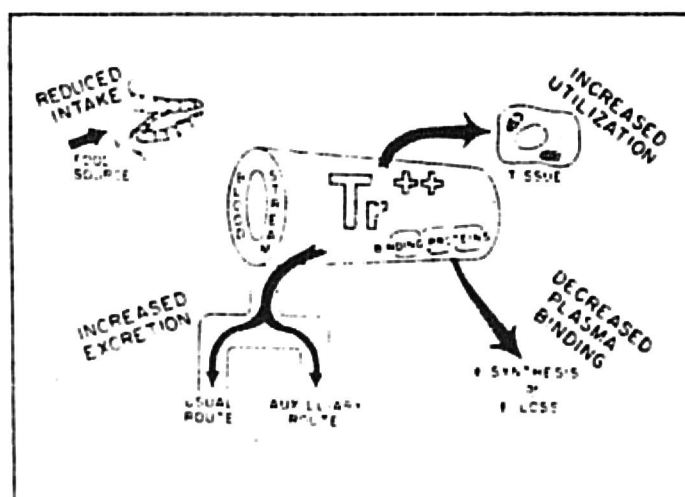 REDUCED
INTAKE
FOOD
SOURCE
INCREASED
UTILIZATION
TISSUE
BLOOD
STREAM
Tr ++
BINDING PROTEINS
INCREASED
EXCRETION
USUAL
ROUTE
AUXILIARY
ROUTE
DECREASED
PLASMA
BINDING
SYNTHESIS
or
LOSS